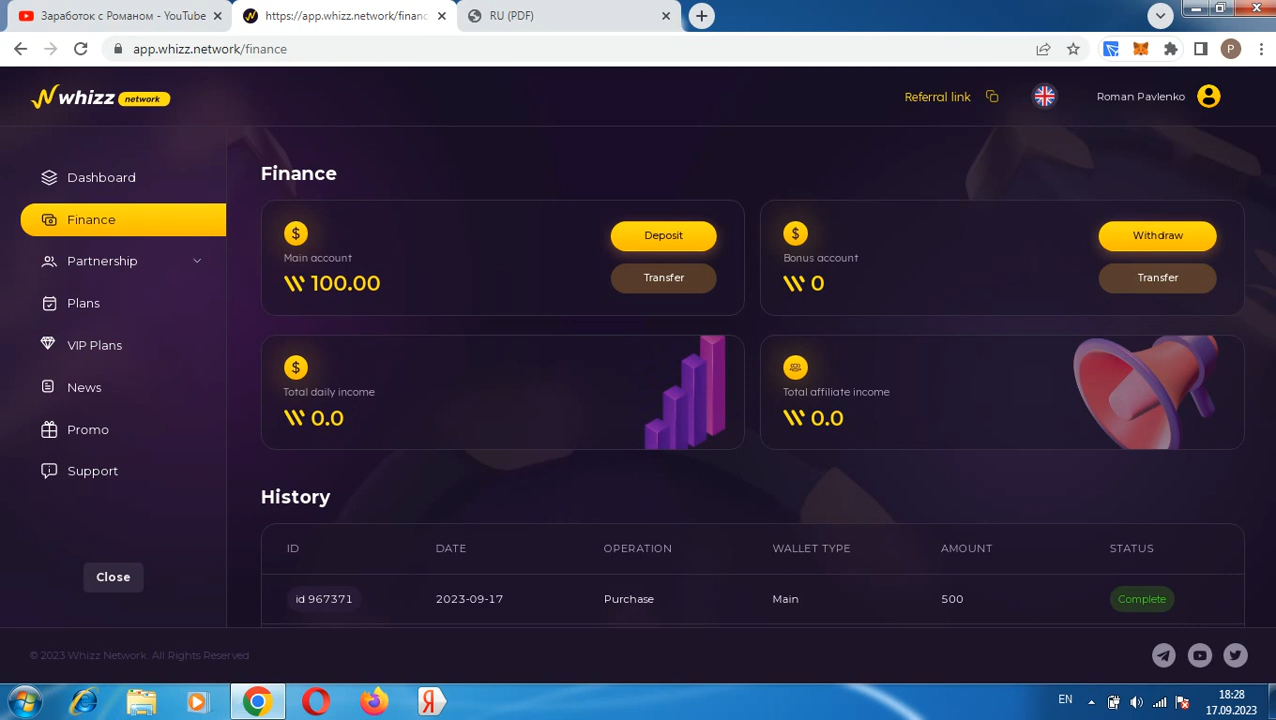 Заработок с Романом - YouTube
https://app.whizz.network/financ
RU (PDF)
app.whizz.network/finance
P
whizz network
Referral link
Roman Pavlenko
Dashboard
Finance
Partnership
Plans
VIP Plans
News
Promo
Support
Close
Finance
Main account
100.00
Deposit
Transfer
Bonus account
0
Withdraw
Transfer
Total daily income
0.0
Total affiliate income
0.0
History
ID DATE OPERATION WALLET TYPE AMOUNT STATUS
id 967371 2023-09-17 Purchase Main 500 Complete
© 2023 Whizz Network. All Rights Reserved
EN
18:28
17.09.2023